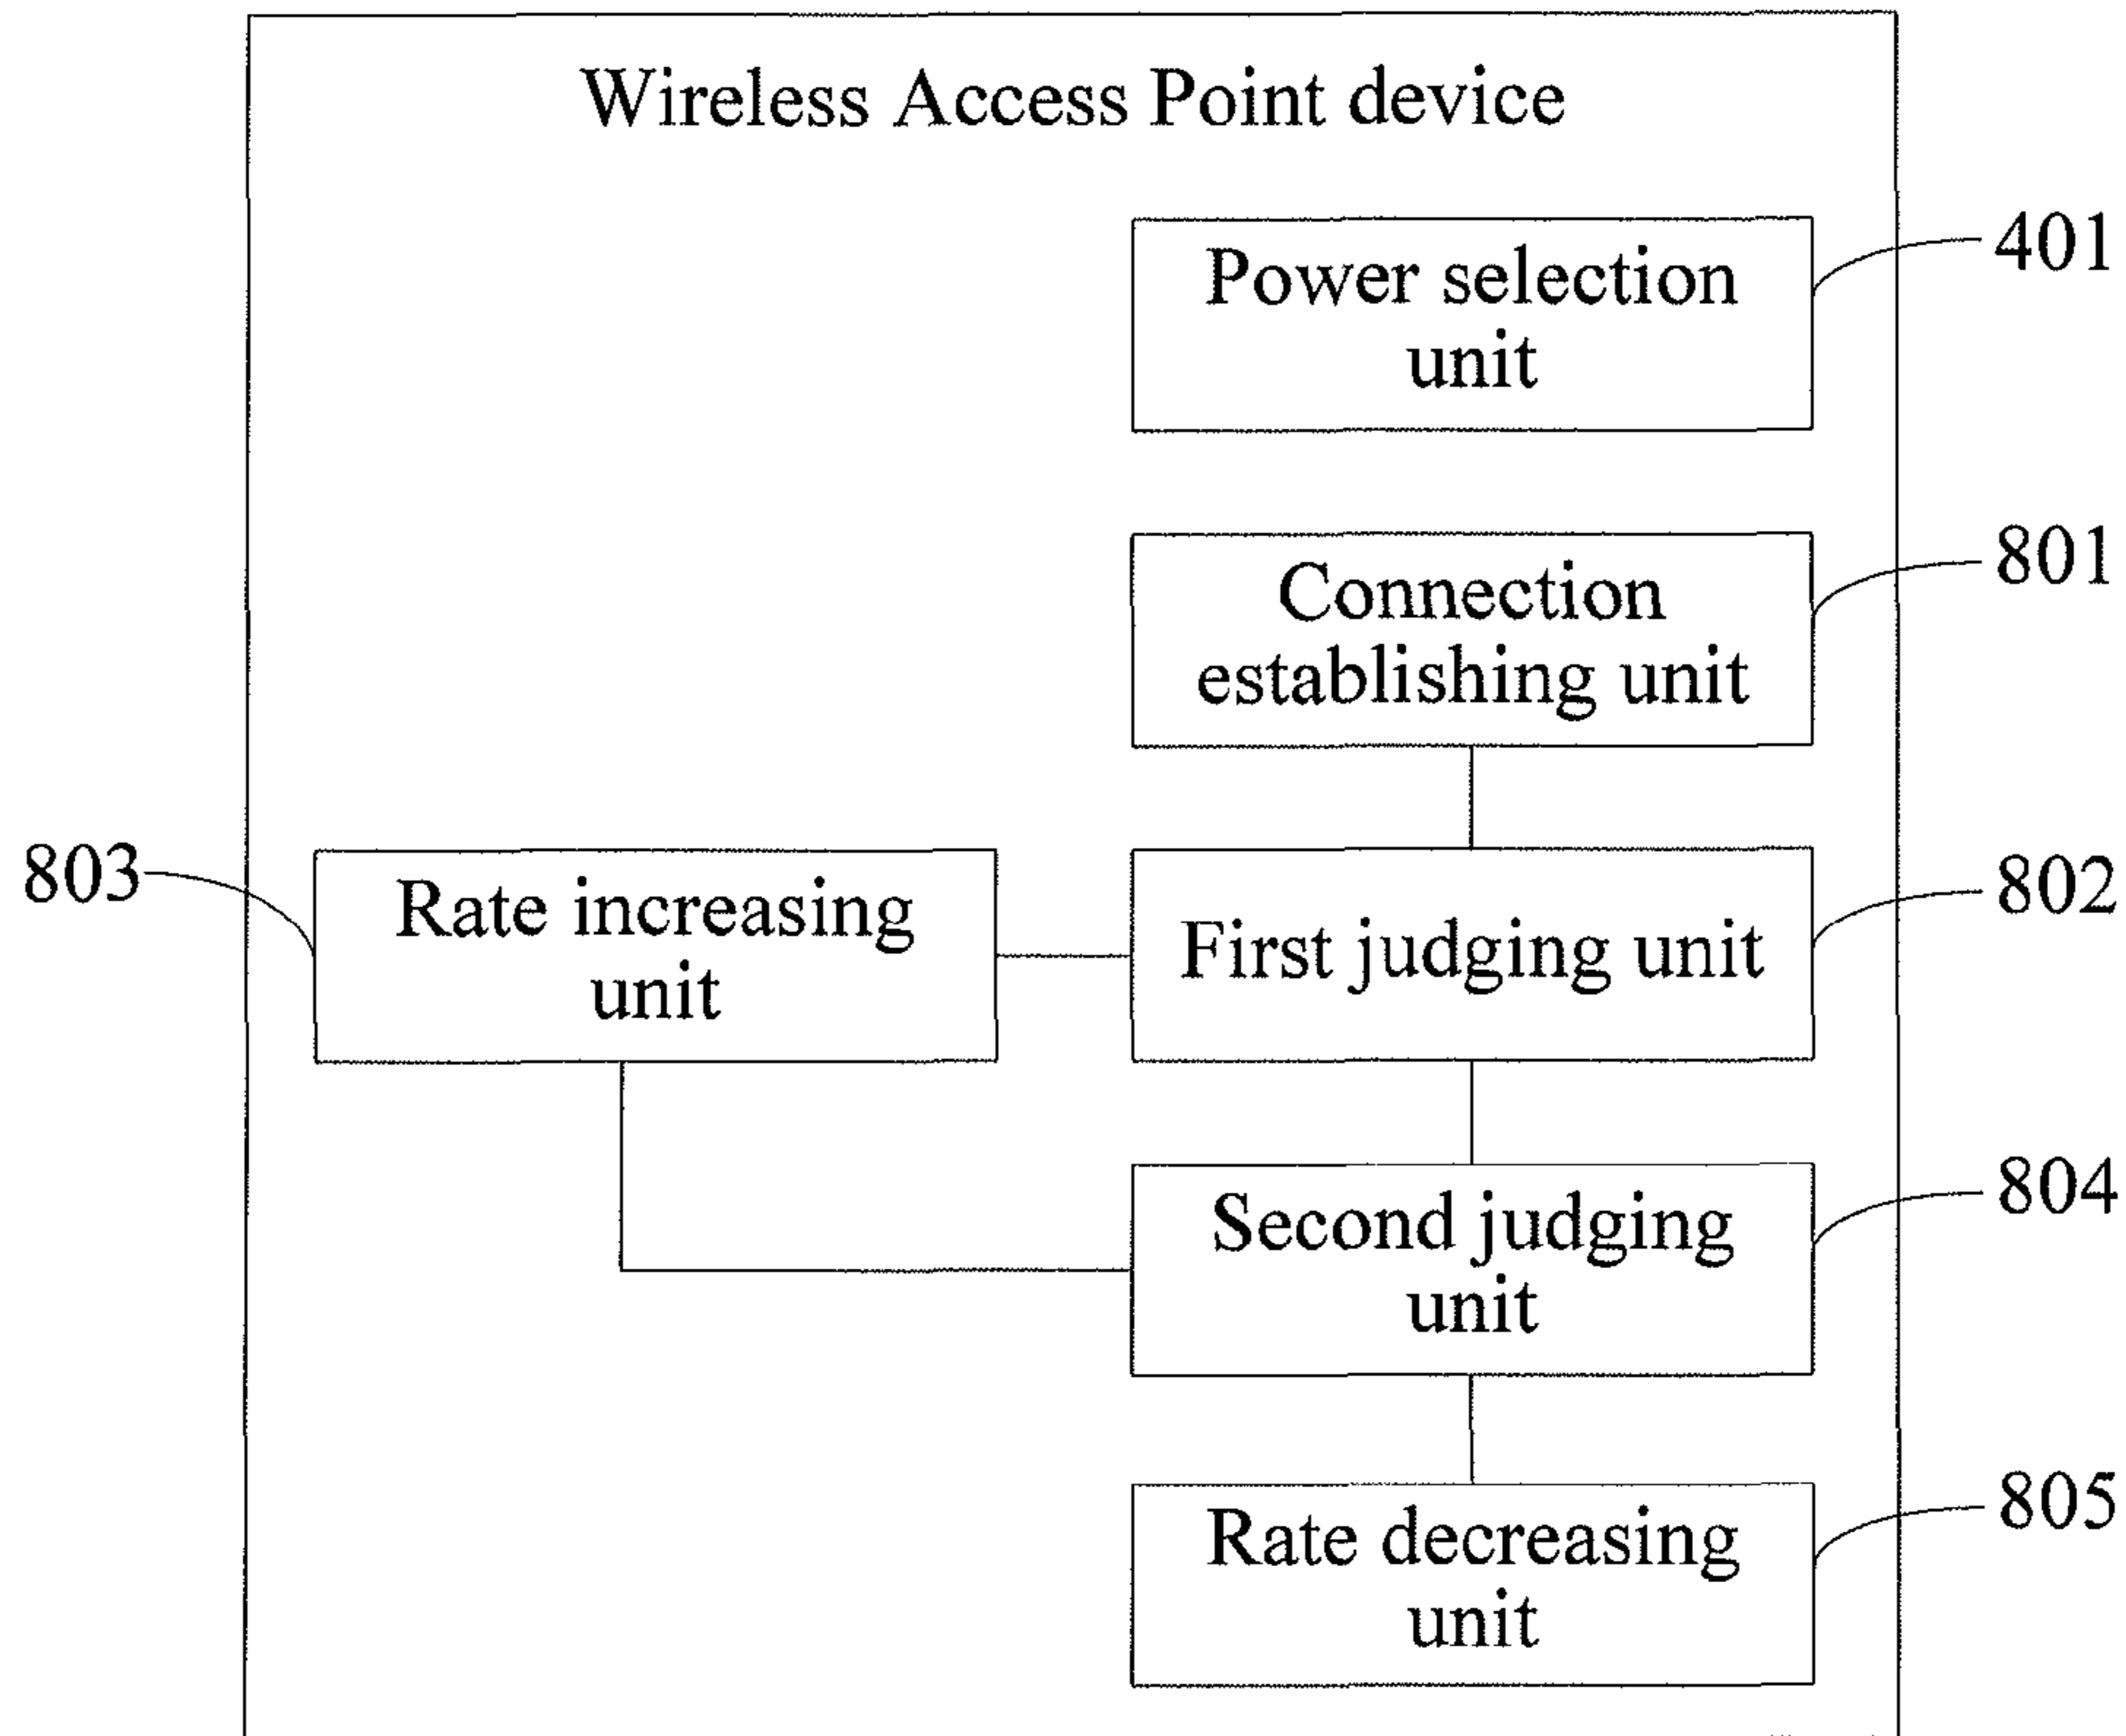 Wireless Access Point device
Power selection
unit
401
Connection
establishing unit
801
803
Rate increasing
unit
First judging unit
802
Second judging
unit
804
Rate decreasing
unit
805